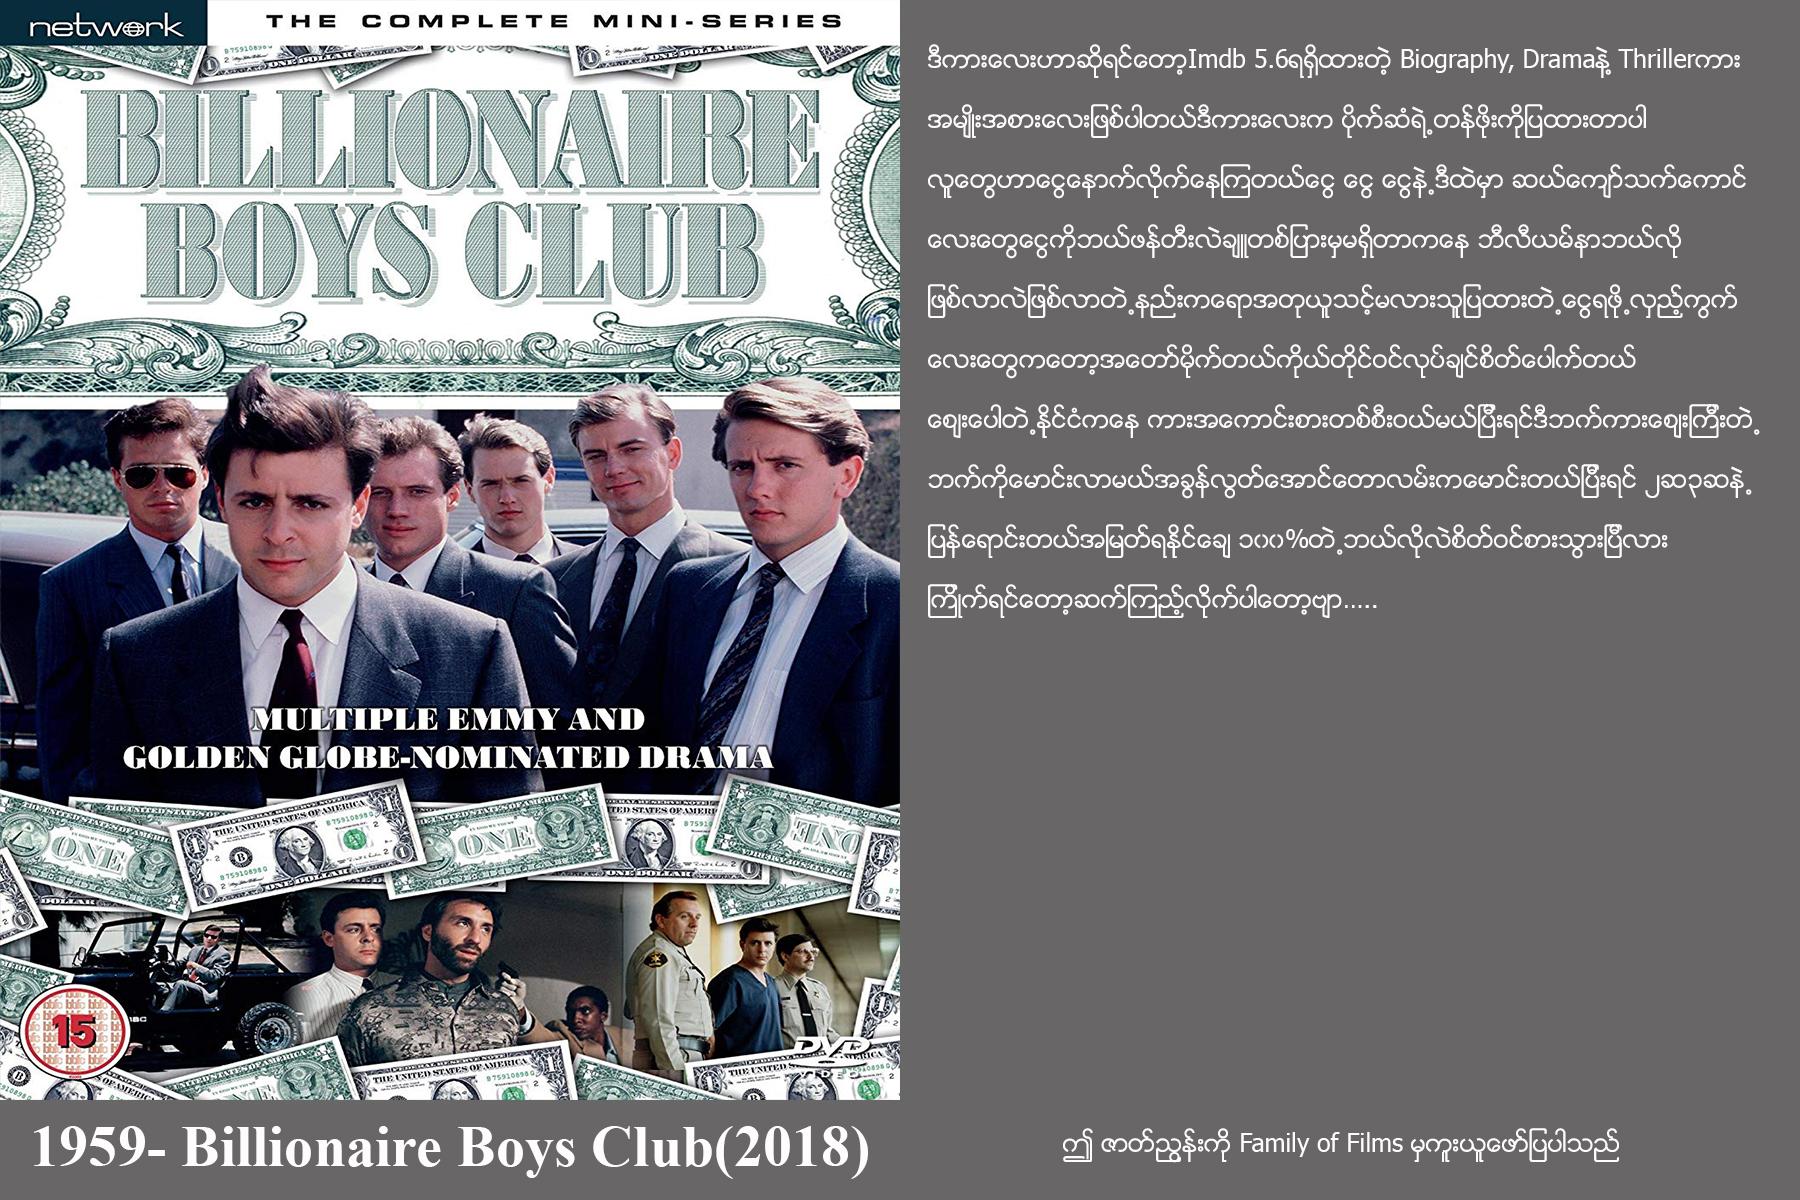 network
THE COMPLETE MINI-SERIES
BILLIONAIRE
BOYS CLUB
MULTIPLE EMMY AND
GOLDEN GLOBE-NOMINATED DRAMA
15
DVD
VIDEO
1959- Billionaire Boys Club(2018)
ဒီကားလေးဟာဆိုရင်တော့Imdb 5.6ရရှိထားတဲ့ Biography, Dramaနဲ့ Thrillerကား
အမျိုးအစားလေးဖြစ်ပါတယ်ဒီကားလေးက ပိုက်ဆံရဲ့တန်ဖိုးကိုပြထားတာပါ
လူတွေဟာငွေနောက်လိုက်နေကြတယ်ငွေ ငွေ ငွေနဲ့ဒီထဲမှာ ဆယ်ကျော်သက်ကောင်
လေးတွေငွေကိုဘယ်ဖန်တီးလဲချူတစ်ပြားမှမရှိတာကနေ ဘီလီယမ်နာဘယ်လို
ဖြစ်လာလဲဖြစ်လာတဲ့နည်းကရောအတုယူသင့်မလားသူပြထားတဲ့ငွေရဖို့လှည့်ကွက်
လေးတွေကတော့အတော်မိုက်တယ်ကိုယ်တိုင်ဝင်လုပ်ချင်စိတ်ပေါက်တယ်
ဈေးပေါတဲ့နိုင်ငံကနေ ကားအကောင်းစားတစ်စီးဝယ်မယ်ပြီးရင်ဒီဘက်ကားဈေးကြီးတဲ့
ဘက်ကိုမောင်းလာမယ်အခွန်လွတ်အောင်တောလမ်းကမောင်းတယ်ပြီးရင် ၂ဆ၃ဆနဲ့
ပြန်ရောင်းတယ်အမြတ်ရနိုင်ချေ ၁၀၀%တဲ့ဘယ်လိုလဲစိတ်ဝင်စားသွားပြီလား
ကြိုက်ရင်တော့ဆက်ကြည့်လိုက်ပါတော့ဗျာ.....
ဤ ဇာတ်ညွှန်းကို Family of Films မှကူးယူဖော်ပြပါသည်